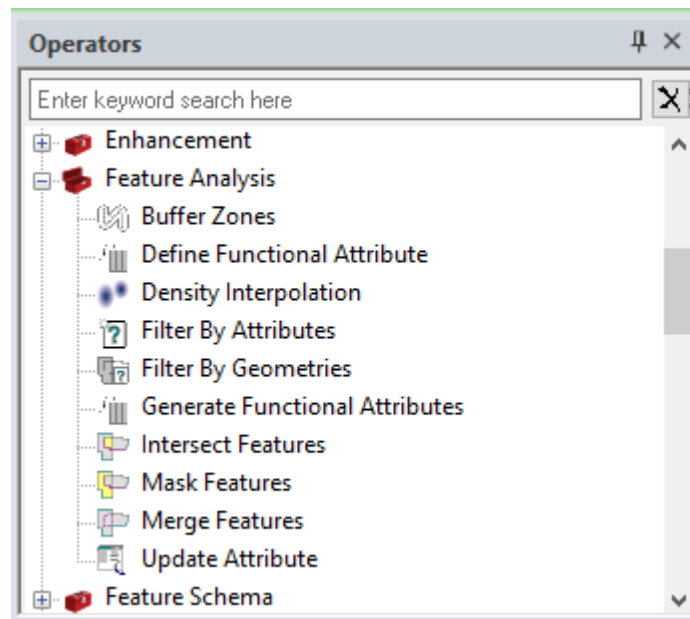 Operators
Enter keyword search here
Enhancement
Feature Analysis
Buffer Zones
Define Functional Attribute
Density Interpolation
Filter By Attributes
Filter By Geometries
Generate Functional Attributes
Intersect Features
Mask Features
Merge Features
Update Attribute
Feature Schema